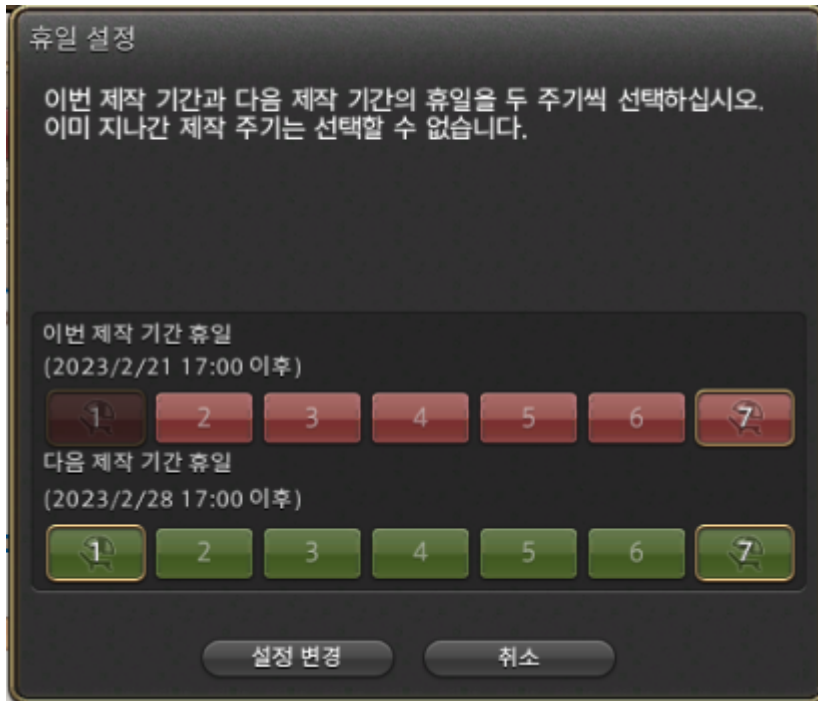 휴일 설정
이번 제작 기간과 다음 제작 기간의 휴일을 두 주기씩 선택하십시오.
이미 지나간 제작 주기는 선택할 수 없습니다.
이번 제작 기간 휴일
(2023/2/21 17:00 이후)
1 2 3 4 5 6 7
다음 제작 기간 휴일
(2023/2/28 17:00 이후)
1 2 3 4 5 6 7
설정 변경 취소